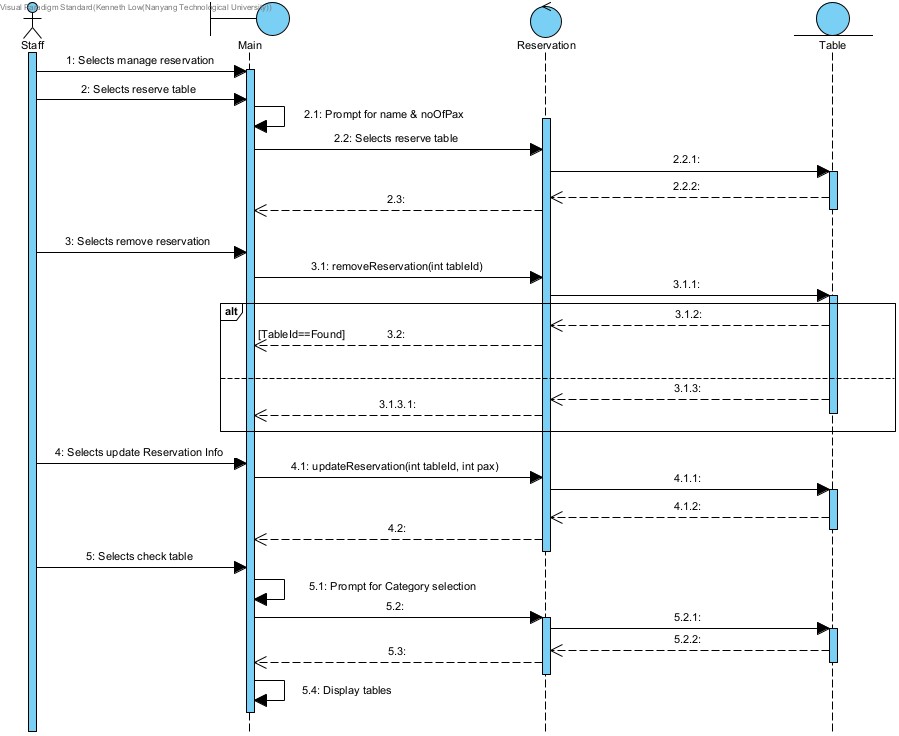 Visual Paradigm Standard(Kenneth Low(Nanyang Technological University))
Staff
Main
Reservation
Table
1: Selects manage reservation
2: Selects reserve table
2.1: Prompt for name & noOfPax
2.2: Selects reserve table
2.2.1:
2.2.2:
2.3:
3: Selects remove reservation
3.1: removeReservation(int tableId)
3.1.1:
alt
3.1.2:
[TableId==Found]
3.2:
3.1.3:
3.1.3.1:
4: Selects update Reservation Info
4.1: updateReservation(int tableId, int pax)
4.1.1:
4.1.2:
4.2:
5: Selects check table
5.1: Prompt for Category selection
5.2:
5.2.1:
5.2.2:
5.3:
5.4: Display tables